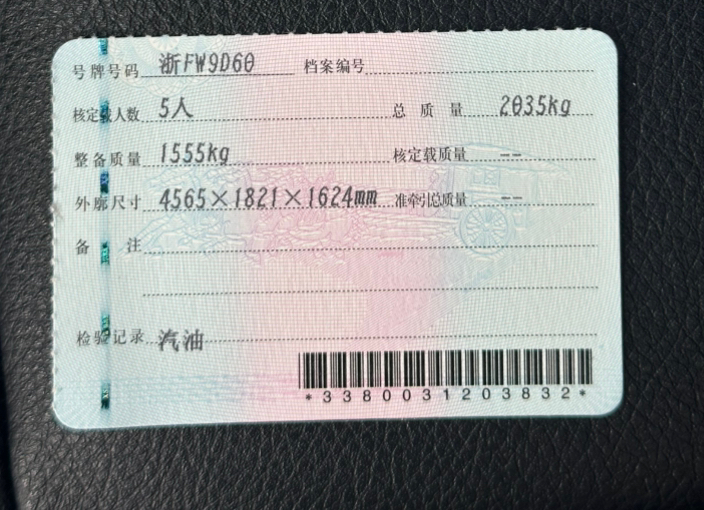 号牌号码 浙FW9D60 档案编号
核定载人数 5人 总质量 2035kg
整备质量 1555kg 核定载质量 --
外廓尺寸 4565×1821×1624mm 准牵引总质量 --
备注
检验记录 汽油
*3380031203832*